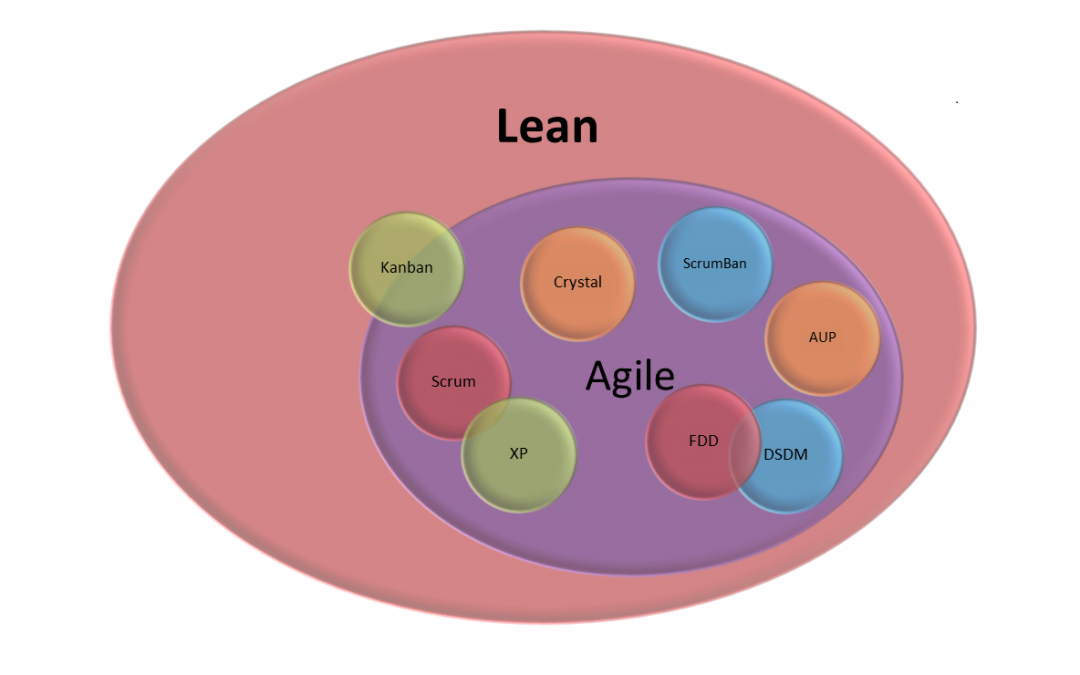 Lean
Kanban
Crystal
ScrumBan
AUP
Agile
Scrum
XP
FDD
DSDM